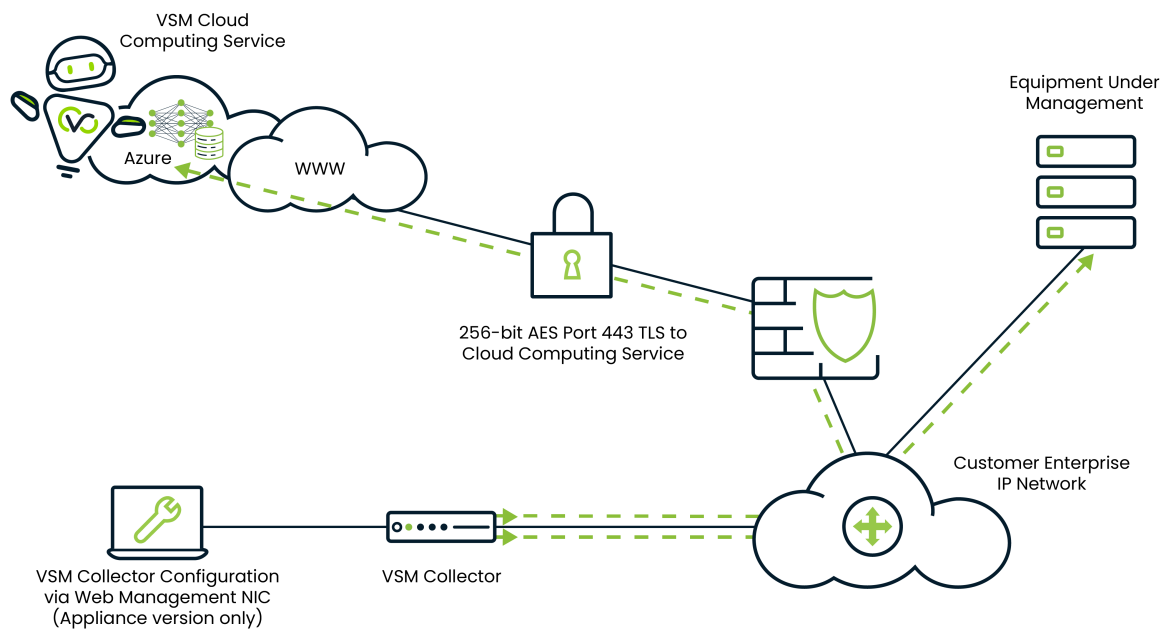 VSM Cloud
Computing Service
Azure
WWW
Equipment Under
Management
256-bit AES Port 443 TLS to
Cloud Computing Service
Customer Enterprise
IP Network
VSM Collector Configuration
via Web Management NIC
(Appliance version only)
VSM Collector